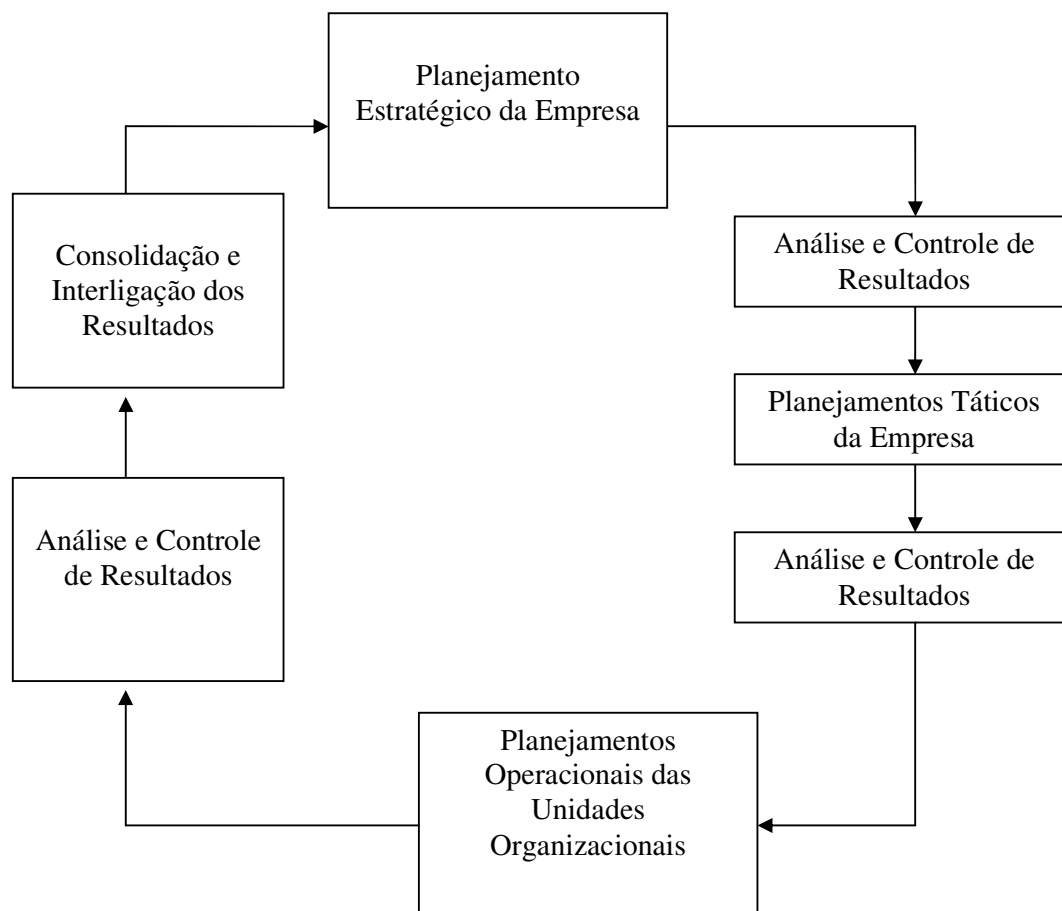 Planejamento
Estratégico da Empresa
Análise e Controle de
Resultados
Planejamentos Táticos
da Empresa
Análise e Controle de
Resultados
Planejamentos
Operacionais das
Unidades
Organizacionais
Análise e Controle
de Resultados
Consolidação e
Interligação dos
Resultados